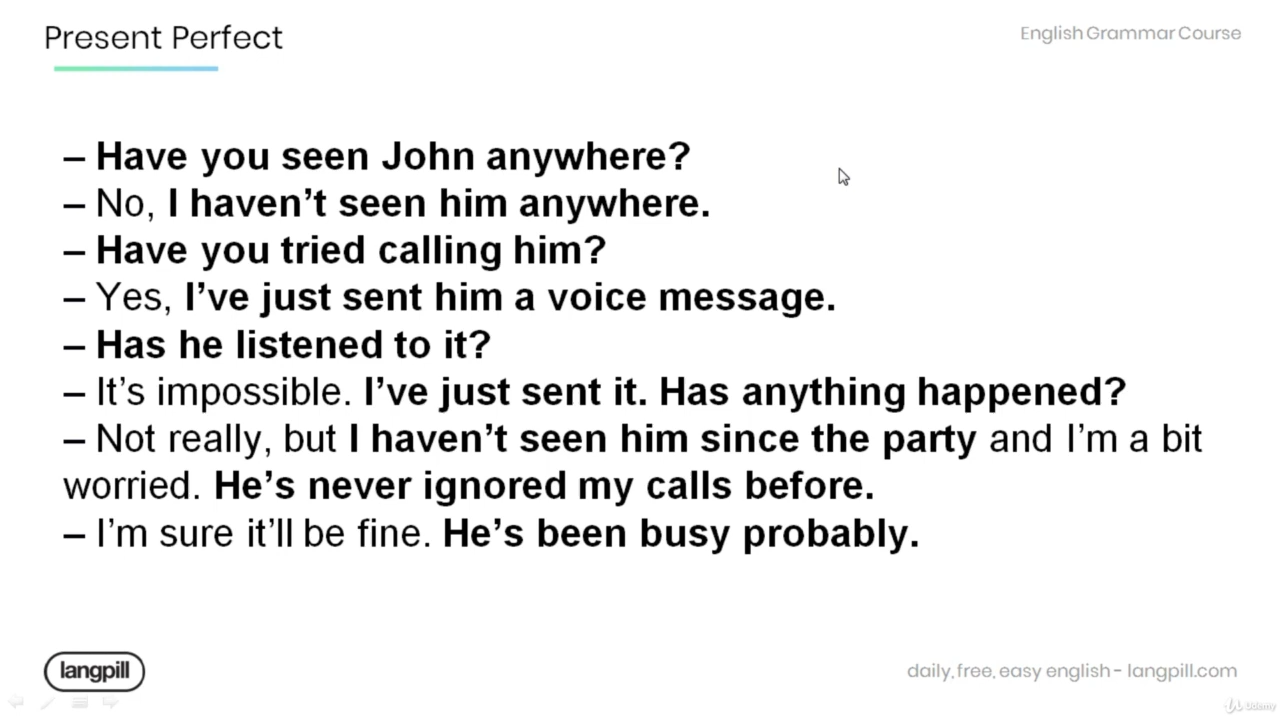 Present Perfect
English Grammar Course
– Have you seen John anywhere?
– No, I haven’t seen him anywhere.
– Have you tried calling him?
– Yes, I’ve just sent him a voice message.
– Has he listened to it?
– It’s impossible. I’ve just sent it. Has anything happened?
– Not really, but I haven’t seen him since the party and I’m a bit
worried. He’s never ignored my calls before.
– I’m sure it’ll be fine. He’s been busy probably.
langpill
daily, free, easy english – langpill.com
Udemy